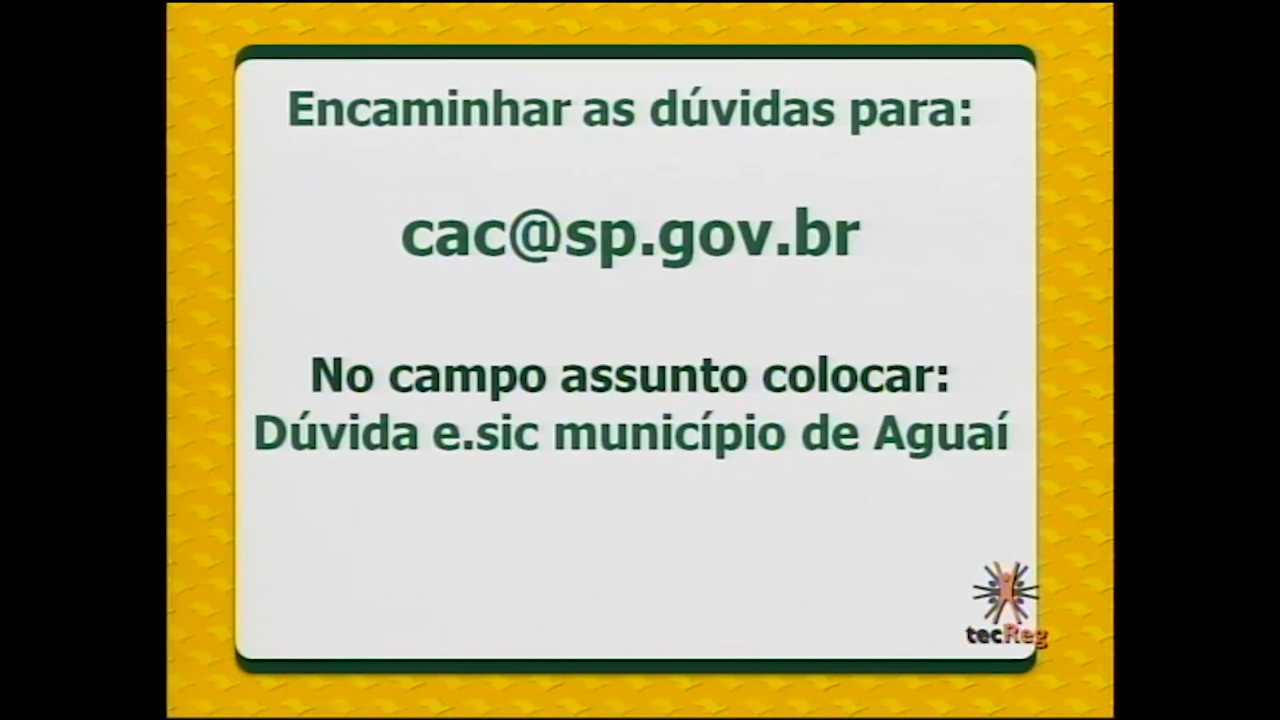 Encaminhar as dúvidas para:
cac@sp.gov.br
No campo assunto colocar:
Dúvida e.sic município de Aguaí
tecReg